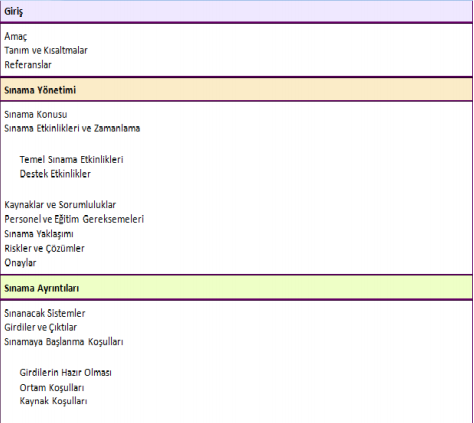 Giriş
Amaç
Tanım ve Kısaltmalar
Referanslar
Sınama Yönetimi
Sınama Konusu
Sınama Etkinlikleri ve Zamanlama
Temel Sınama Etkinlikleri
Destek Etkinlikler
Kaynaklar ve Sorumluluklar
Personel ve Eğitim Gereksemeleri
Sınama Yaklaşımı
Riskler ve Çözümler
Onaylar
Sınama Ayrıntıları
Sınanacak Sistemler
Girdiler ve Çıktılar
Sınamaya Başlanma Koşulları
Girdilerin Hazır Olması
Ortam Koşulları
Kaynak Koşulları